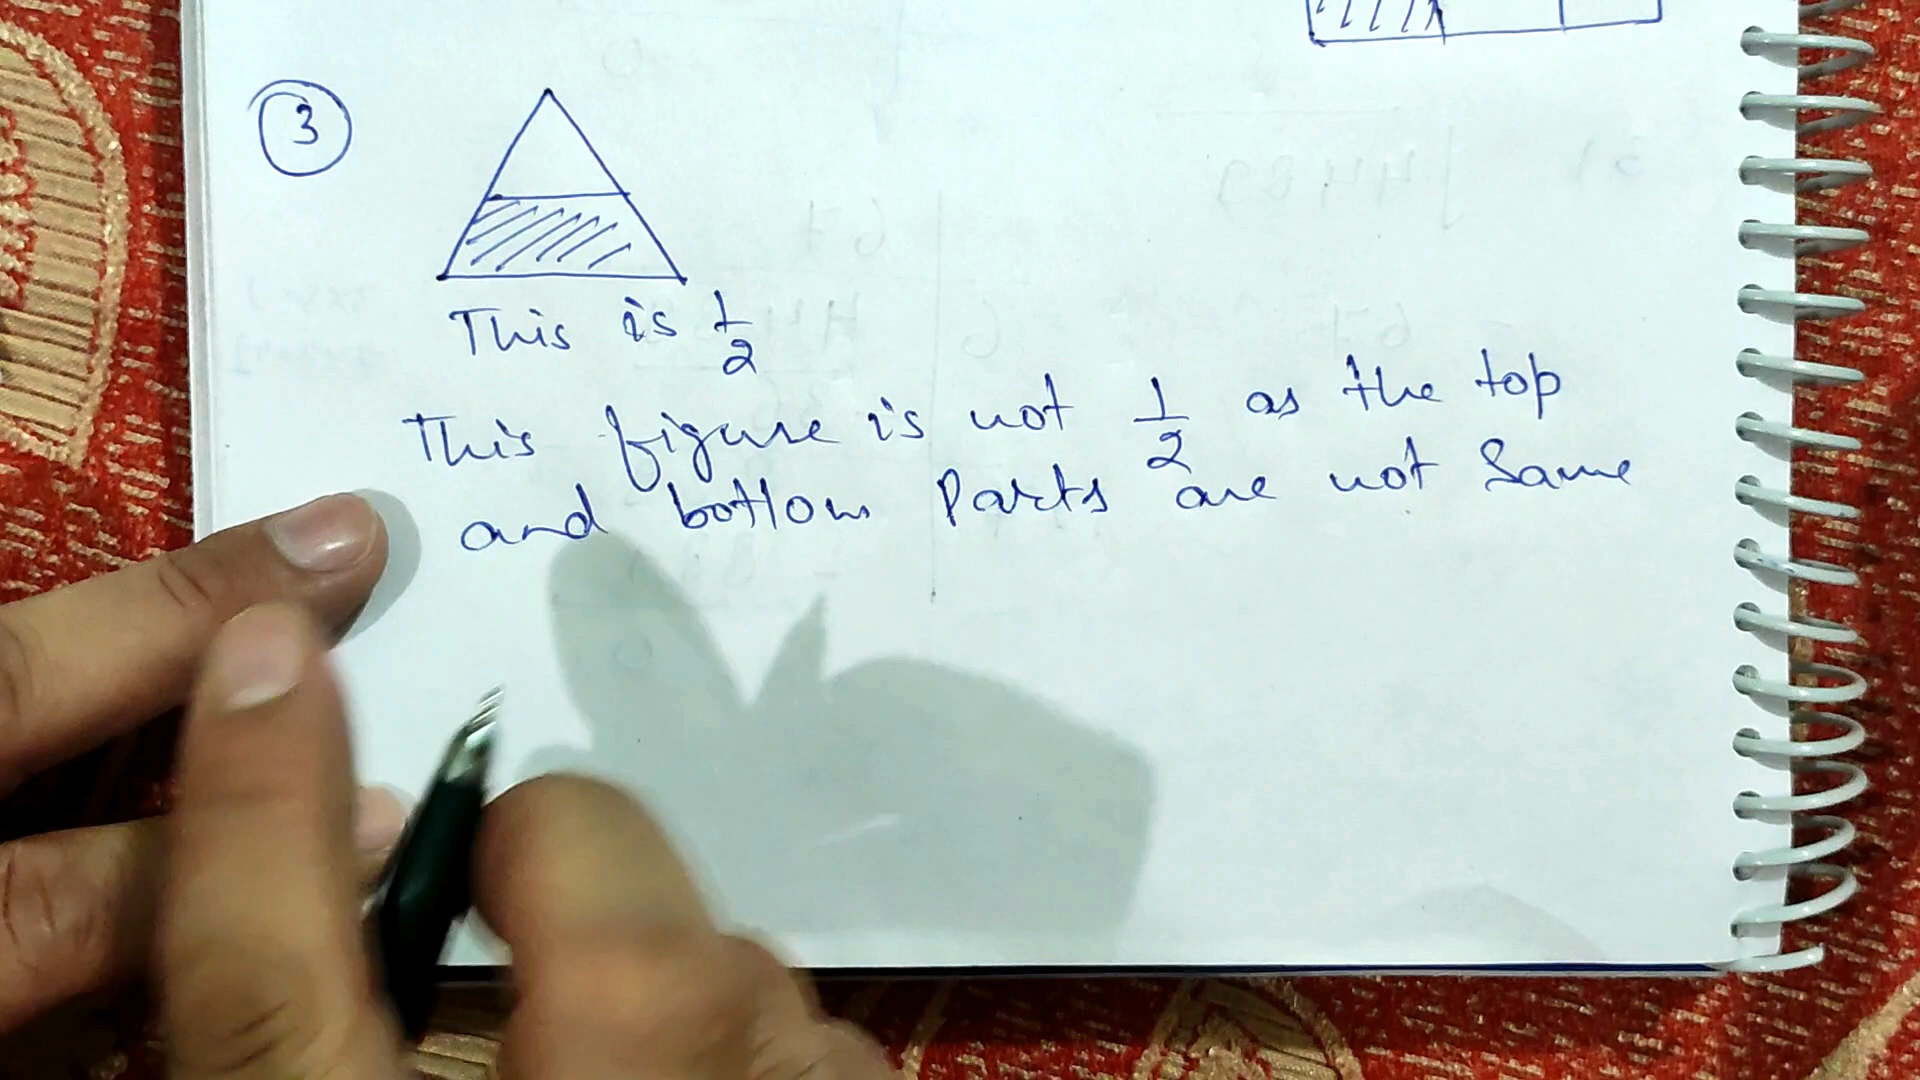 3
This is 1/2
This figure is not 1/2 as the top
and bottom Parts are not Same